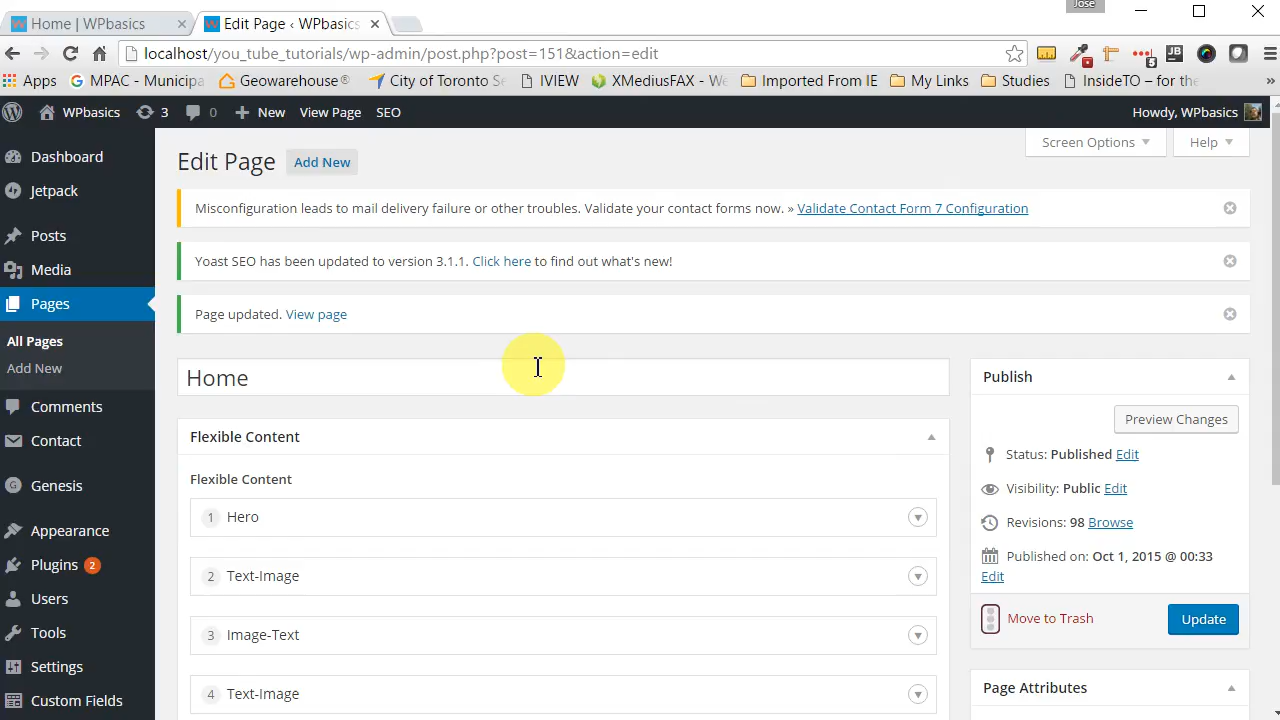 Jose
Home | WPbasics
Edit Page ‹ WPbasics
localhost/you_tube_tutorials/wp-admin/post.php?post=151&action=edit
Apps
MPAC - Municipa
Geowarehouse®
City of Toronto Se
IVIEW
XMediusFAX - We
Imported From IE
My Links
Studies
InsideTO – for the
»
WPbasics
3
0
New
View Page
SEO
Howdy, WPbasics
Dashboard
Jetpack
Posts
Media
Pages
All Pages
Add New
Comments
Contact
Genesis
Appearance
Plugins 2
Users
Tools
Settings
Custom Fields
Screen Options
Help
Edit Page
Add New
Misconfiguration leads to mail delivery failure or other troubles. Validate your contact forms now. » Validate Contact Form 7 Configuration
Yoast SEO has been updated to version 3.1.1. Click here to find out what's new!
Page updated. View page
Home
Flexible Content
Flexible Content
1 Hero
2 Text-Image
3 Image-Text
4 Text-Image
Publish
Preview Changes
Status: Published Edit
Visibility: Public Edit
Revisions: 98 Browse
Published on: Oct 1, 2015 @ 00:33
Edit
Move to Trash
Update
Page Attributes